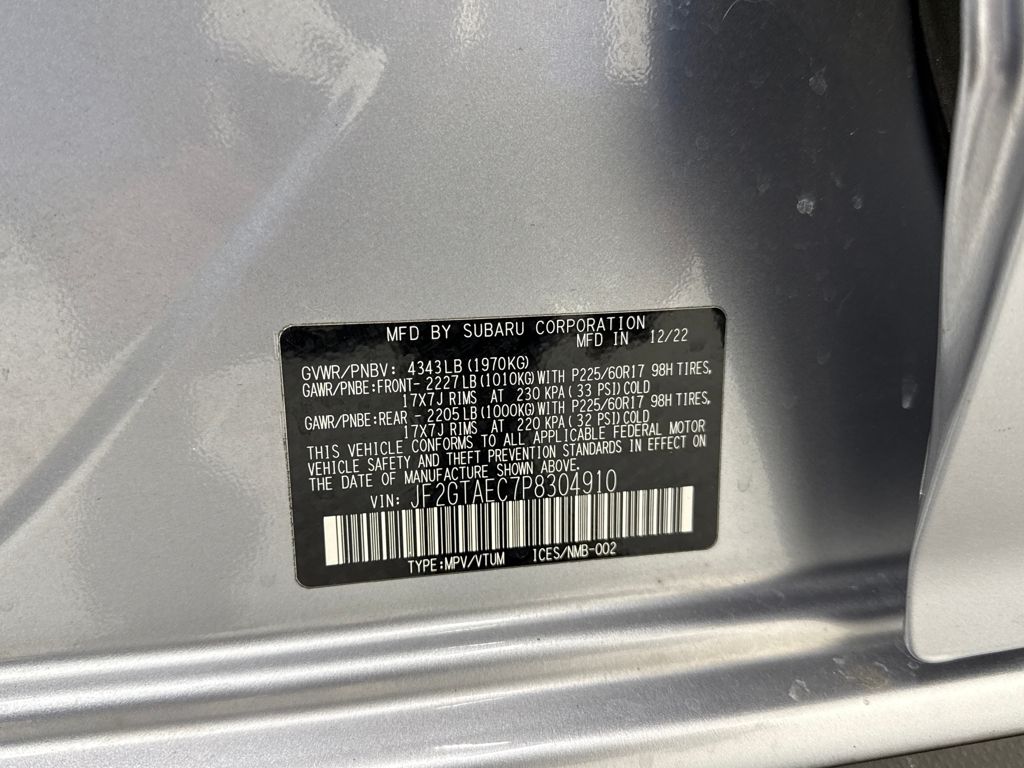 MFD BY SUBARU CORPORATION
MFD IN 12/22
GVWR/PNBV: 4343LB (1970KG)
GAWR/PNBE:FRONT- 2227LB (1010KG) WITH P225/60R17 98H TIRES,
17X7J RIMS AT 230 KPA ( 33 PSI) COLD
GAWR/PNBE:REAR - 2205LB (1000KG) WITH P225/60R17 98H TIRES,
17X7J RIMS AT 220 KPA ( 32 PSI) COLD
THIS VEHICLE CONFORMS TO ALL APPLICABLE FEDERAL MOTOR
VEHICLE SAFETY AND THEFT PREVENTION STANDARDS IN EFFECT ON
THE DATE OF MANUFACTURE SHOWN ABOVE.
VIN: JF2GTAEC7P8304910
TYPE:MPV/VTUM ICES/NMB-002